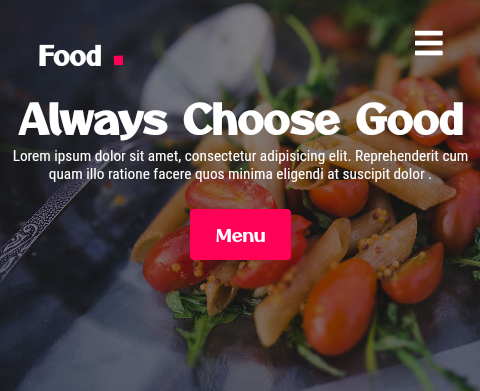 Food .
Always Choose Good
Lorem ipsum dolor sit amet, consectetur adipisicing elit. Reprehenderit cum
quam illo ratione facere quos minima eligendi at suscipit dolor .
Menu